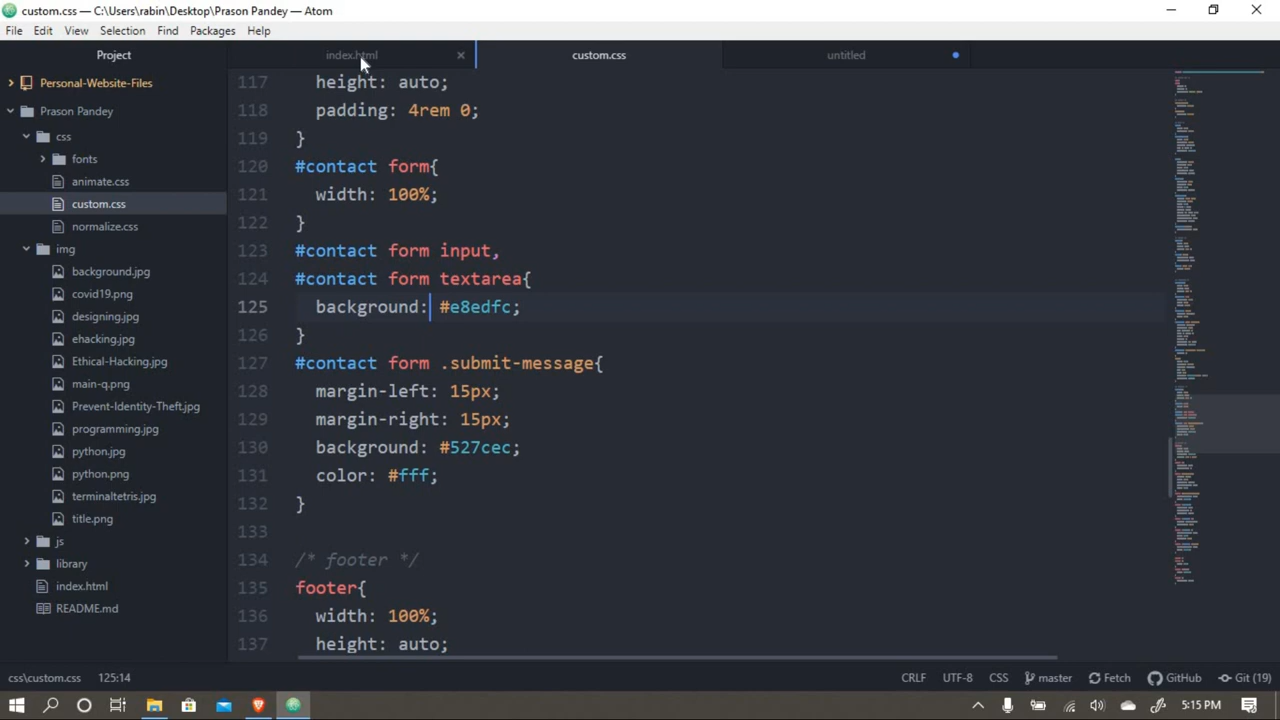 custom.css — C:\Users\rabin\Desktop\Prason Pandey — Atom
File Edit View Selection Find Packages Help
Project
index.html
custom.css
untitled
Personal-Website-Files
Prason Pandey
css
fonts
animate.css
custom.css
normalize.css
img
background.jpg
covid19.png
designing.jpg
ehacking.jpg
Ethical-Hacking.jpg
main-q.png
Prevent-Identity-Theft.jpg
programming.jpg
python.jpg
python.png
terminaltetris.jpg
title.png
js
library
index.html
README.md
117 height: auto;
118 padding: 4rem 0;
119 }
120 #contact form{
121 width: 100%;
122 }
123 #contact form input,
124 #contact form textarea{
125 background: #e8edfc;
126 }
127 #contact form .submit-message{
128 margin-left: 15px;
129 margin-right: 15px;
130 background: #527cec;
131 color: #fff;
132 }
133
134 * footer */
135 footer{
136 width: 100%;
137 height: auto;
css\custom.css 125:14
CRLF UTF-8 CSS master Fetch GitHub Git (19)
5:15 PM